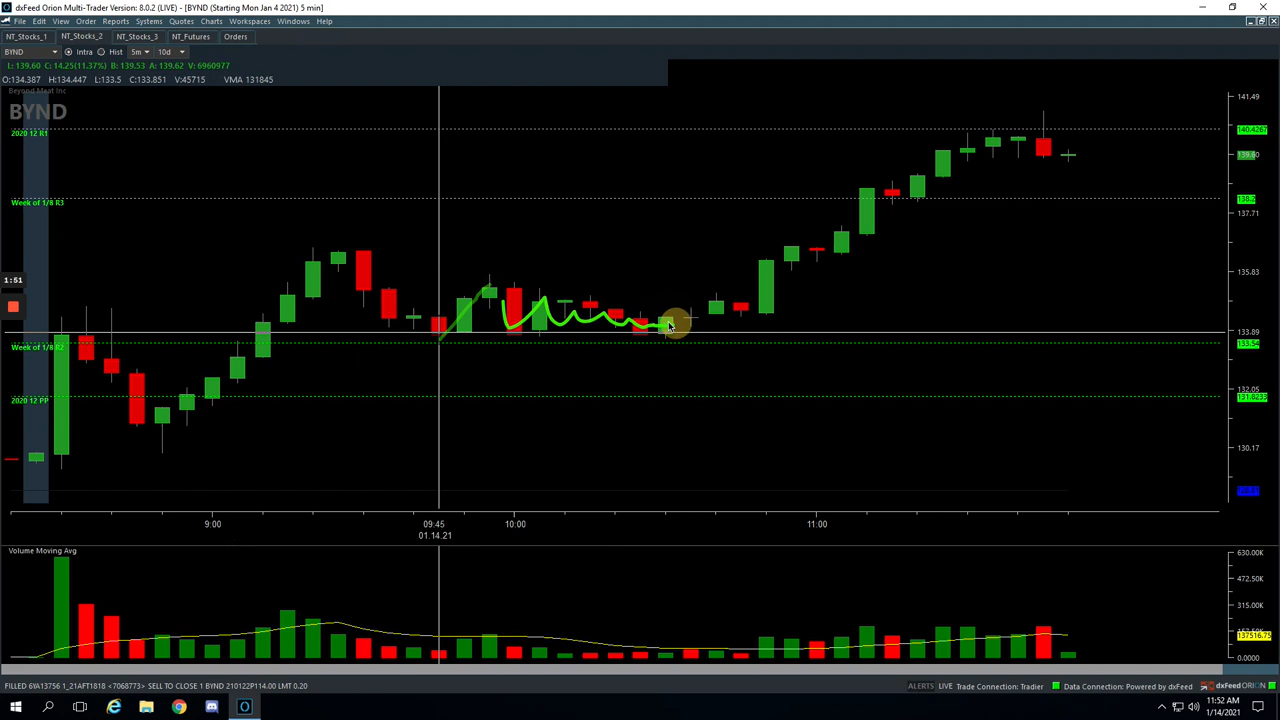 dxFeed Orion Multi-Trader Version: 8.0.2 (LIVE) - [BYND (Starting Mon Jan 4 2021) 5 min]
File Edit View Order Reports Systems Quotes Charts Workspaces Windows Help
NT_Stocks_1 NT_Stocks_2 NT_Stocks_3 NT_Futures Orders
BYND Intra Hist 5m 10d
L: 139.60 C: 14.25(11.37%) B: 139.53 A: 139.62 V: 6960977
O:134.387 H:134.447 L:133.5 C:133.851 V:45715 VMA 131845
Beyond Meat Inc
BYND
141.49
2020 12 R1
140.4267
139.60
Week of 1/8 R3
138.2
137.71
135.83
1:51
133.89
Week of 1/8 R2
133.54
132.05
2020 12 PP
131.8233
130.17
9:00 09:45 10:00 11:00
01.14.21
Volume Moving Avg
630.00K
472.50K
315.00K
137516.75
0.0000
FILLED 6YA13756 1_21AFT1818 <7068773> SELL TO CLOSE 1 BYND 210122P114.00 LMT 0.20
ALERTS LIVE Trade Connection: Tradier Data Connection: Powered by dxFeed dxFeed ORION
11:52 AM
1/14/2021